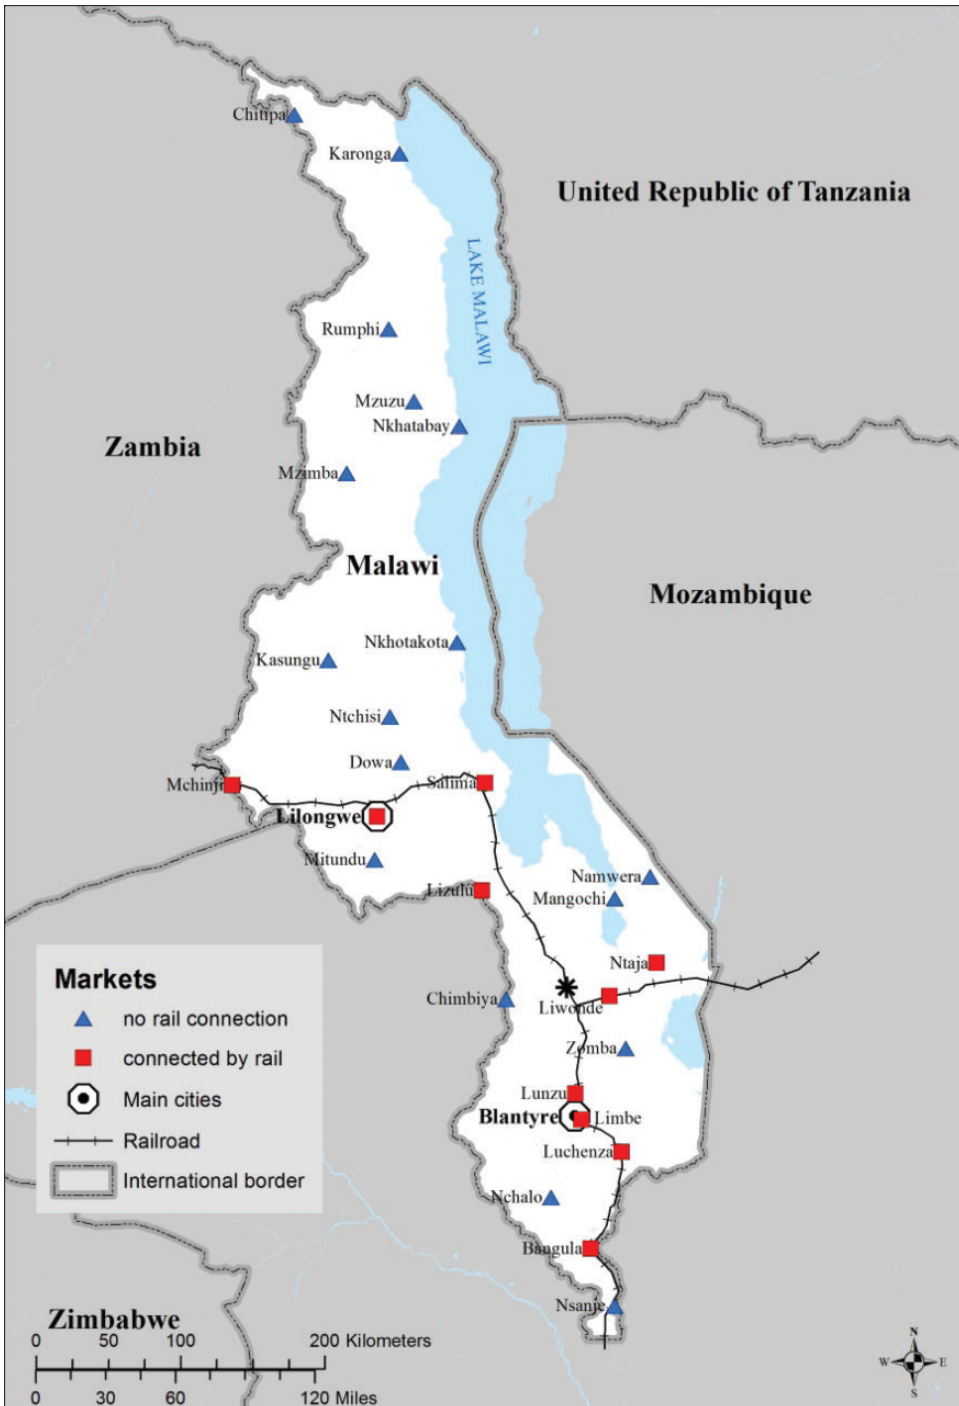 Chitipa
Karonga
United Republic of Tanzania
LAKE MALAWI
Rumphi
Mzuzu
Nkhatabay
Zambia
Mzimba
Malawi
Mozambique
Nkhotakota
Kasungu
Ntchisi
Dowa
Mchinji
Salima
Lilongwe
Mitundu
Namwera
Lizulu
Mangochi
Ntaja
Chimbiya
Liwonde
Zomba
Lunzu
Blantyre
Limbe
Luchenza
Nchalo
Bangula
Nsanje
Markets
no rail connection
connected by rail
Main cities
Railroad
International border
Zimbabwe
0 50 100 200 Kilometers
0 30 60 120 Miles
N
W E
S